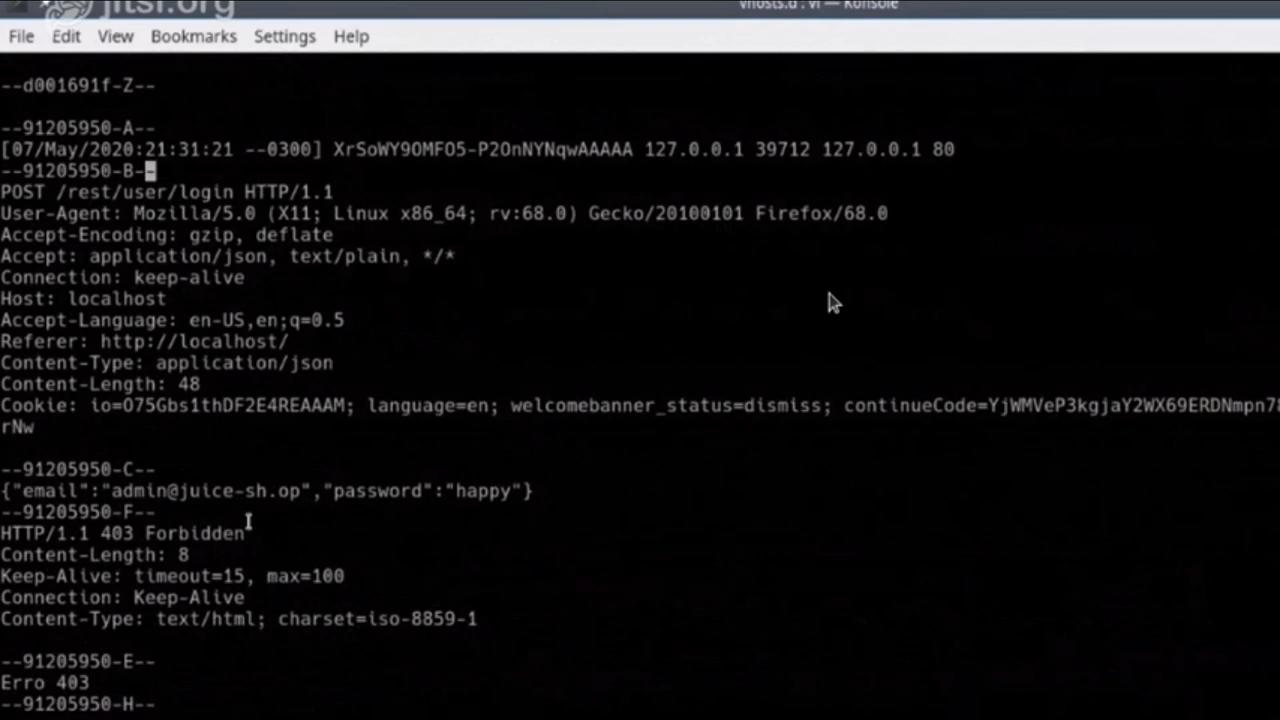 jitsi.org
vhosts.d : vi — Konsole
File Edit View Bookmarks Settings Help
--d001691f-Z--
--91205950-A--
[07/May/2020:21:31:21 --0300] XrSoWY9OMFO5-P2OnNYNqwAAAAA 127.0.0.1 39712 127.0.0.1 80
--91205950-B--
POST /rest/user/login HTTP/1.1
User-Agent: Mozilla/5.0 (X11; Linux x86_64; rv:68.0) Gecko/20100101 Firefox/68.0
Accept-Encoding: gzip, deflate
Accept: application/json, text/plain, */*
Connection: keep-alive
Host: localhost
Accept-Language: en-US,en;q=0.5
Referer: http://localhost/
Content-Type: application/json
Content-Length: 48
Cookie: io=O75Gbs1thDF2E4REAAAM; language=en; welcomebanner_status=dismiss; continueCode=YjWMVeP3kgjaY2WX69ERDNmpn78
rNw
--91205950-C--
{"email":"admin@juice-sh.op","password":"happy"}
--91205950-F--
HTTP/1.1 403 Forbidden
Content-Length: 8
Keep-Alive: timeout=15, max=100
Connection: Keep-Alive
Content-Type: text/html; charset=iso-8859-1
--91205950-E--
Erro 403
--91205950-H--